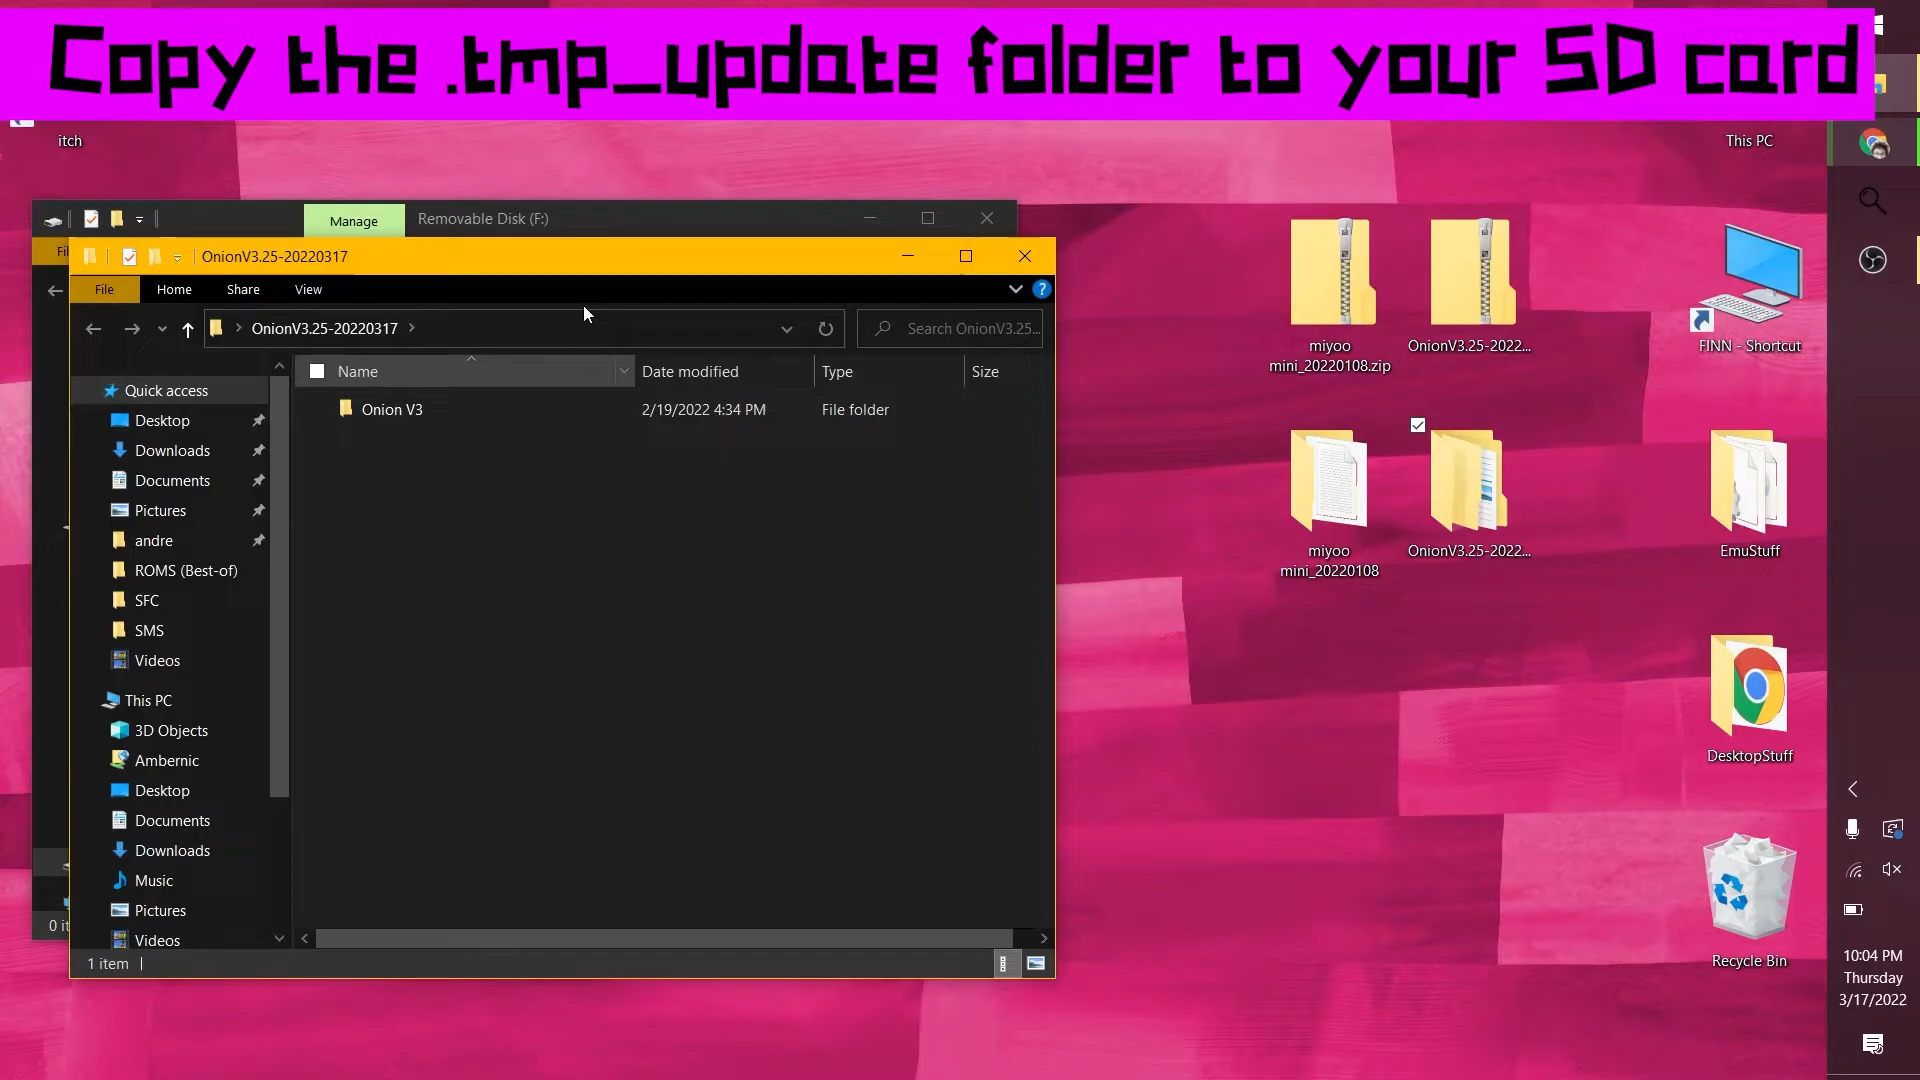 Copy the .tmp_update folder to your SD card
itch
This PC
Manage
Removable Disk (F:)
Fil
OnionV3.25-20220317
File
Home
Share
View
?
OnionV3.25-20220317
Search OnionV3.25...
Name
Date modified
Type
Size
Onion V3
2/19/2022 4:34 PM
File folder
Quick access
Desktop
Downloads
Documents
Pictures
andre
ROMS (Best-of)
SFC
SMS
Videos
This PC
3D Objects
Ambernic
Desktop
Documents
Downloads
Music
Pictures
Videos
0 it
1 item
miyoo
mini_20220108.zip
OnionV3.25-2022...
FINN - Shortcut
miyoo
mini_20220108
OnionV3.25-2022...
EmuStuff
DesktopStuff
Recycle Bin
10:04 PM
Thursday
3/17/2022